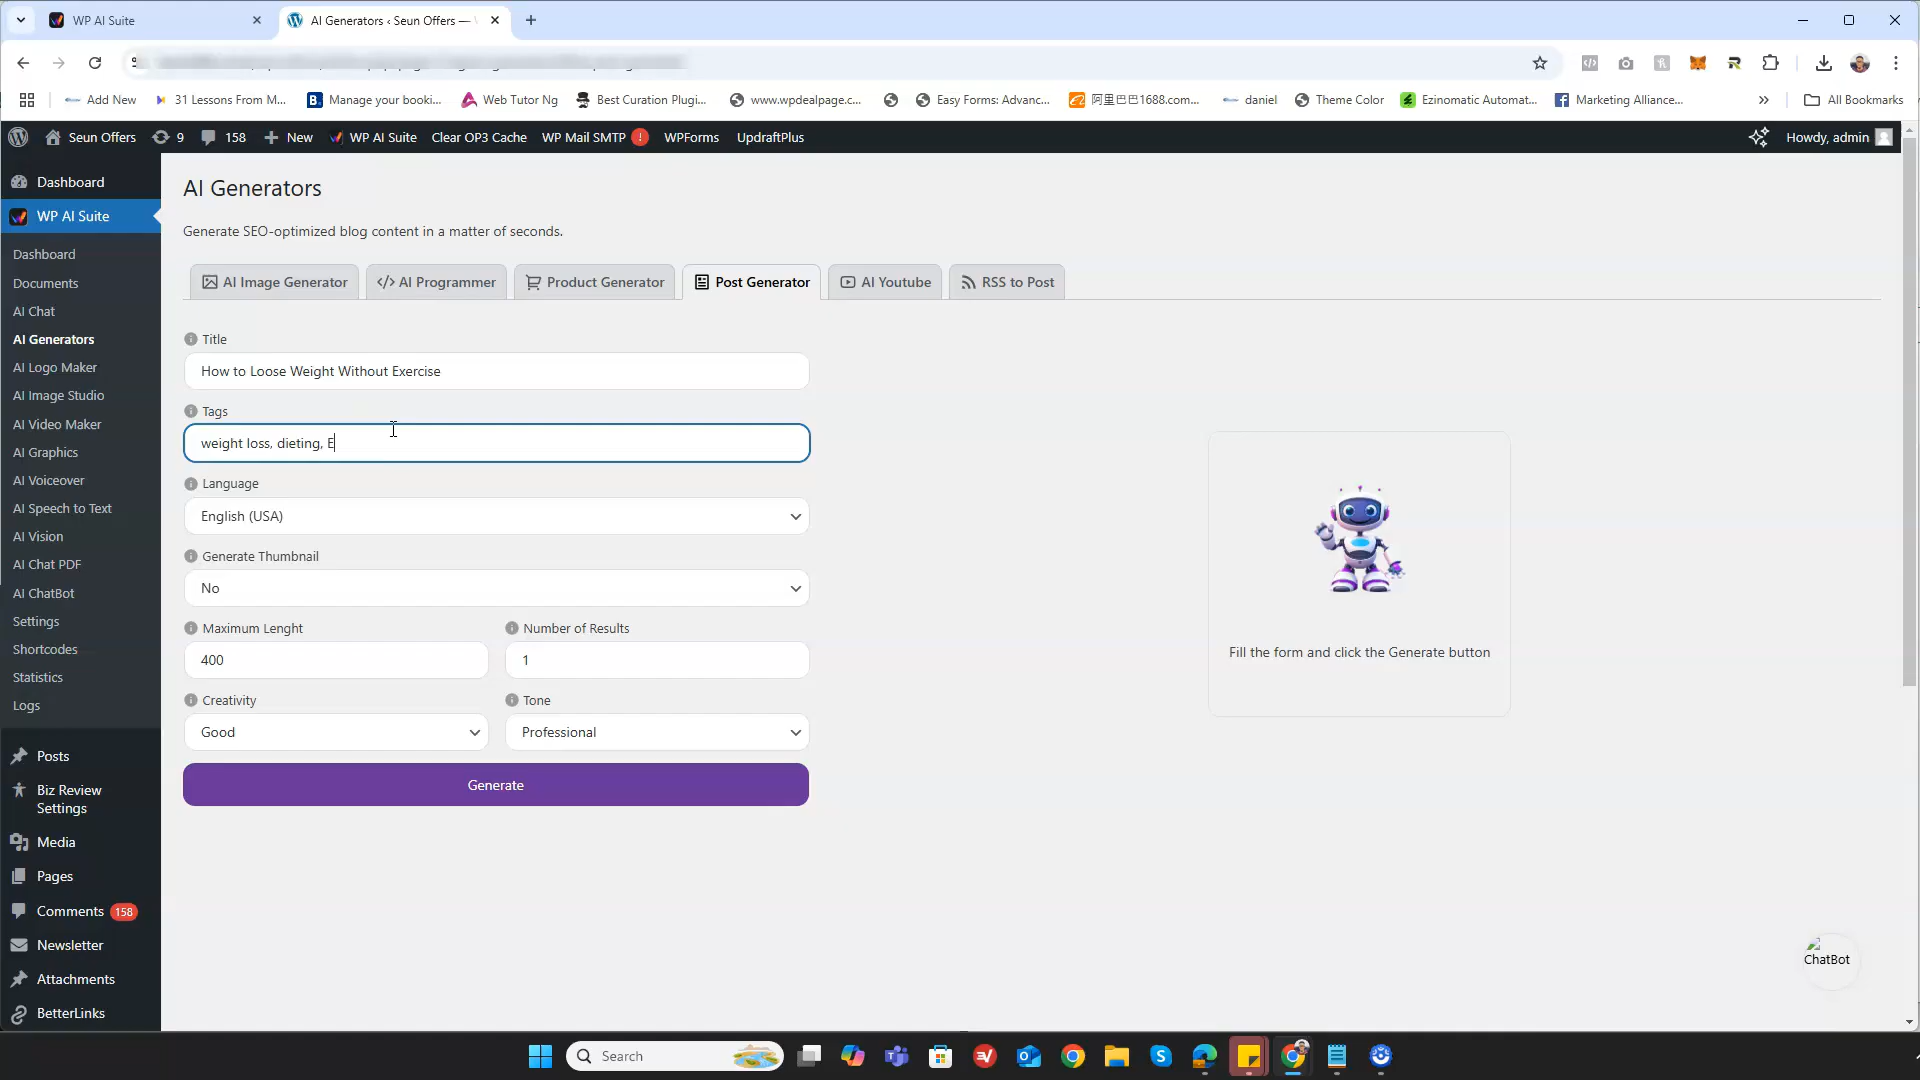 WP AI Suite
AI Generators ‹ Seun Offers —
Add New
31 Lessons From M...
Manage your booki...
Web Tutor Ng
Best Curation Plugi...
www.wpdealpage.c...
Easy Forms: Advanc...
阿里巴巴1688.com...
daniel
Theme Color
Ezinomatic Automat...
Marketing Alliance...
All Bookmarks
Seun Offers
9
158
New
WP AI Suite
Clear OP3 Cache
WP Mail SMTP !
WPForms
UpdraftPlus
Howdy, admin
Dashboard
WP AI Suite
Dashboard
Documents
AI Chat
AI Generators
AI Logo Maker
AI Image Studio
AI Video Maker
AI Graphics
AI Voiceover
AI Speech to Text
AI Vision
AI Chat PDF
AI ChatBot
Settings
Shortcodes
Statistics
Logs
Posts
Biz Review
Settings
Media
Pages
Comments 158
Newsletter
Attachments
BetterLinks
AI Generators
Generate SEO-optimized blog content in a matter of seconds.
AI Image Generator
AI Programmer
Product Generator
Post Generator
AI Youtube
RSS to Post
Title
How to Loose Weight Without Exercise
Tags
weight loss, dieting, E
Language
English (USA)
Generate Thumbnail
No
Maximum Lenght
Number of Results
400
1
Creativity
Tone
Good
Professional
Generate
Fill the form and click the Generate button
ChatBot
Search